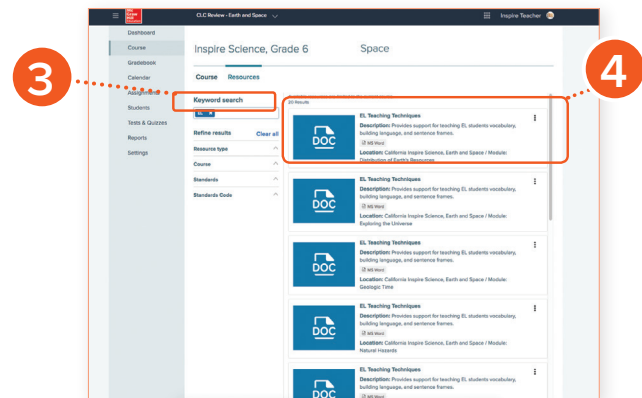 Mc
Graw
Hill
CLC Review - Earth and Space
Inspire Teacher
Dashboard
Course
Gradebook
Calendar
Assignments
Students
Tests & Quizzes
Reports
Settings
Inspire Science, Grade 6
Space
Course
Resources
3
4
Keyword search
EL x
Refine results
Clear all
Resource type
Course
Standards
Standards Code
20 Results
DOC
EL Teaching Techniques
Description: Provides support for teaching EL students vocabulary,
building language, and sentence frames.
MS Word
Location: California Inspire Science, Earth and Space / Module:
Distribution of Earth's Resources
DOC
EL Teaching Techniques
Description: Provides support for teaching EL students vocabulary,
building language, and sentence frames.
MS Word
Location: California Inspire Science, Earth and Space / Module:
Exploring the Universe
DOC
EL Teaching Techniques
Description: Provides support for teaching EL students vocabulary,
building language, and sentence frames.
MS Word
Location: California Inspire Science, Earth and Space / Module:
Geologic Time
DOC
EL Teaching Techniques
Description: Provides support for teaching EL students vocabulary,
building language, and sentence frames.
MS Word
Location: California Inspire Science, Earth and Space / Module:
Natural Hazards
DOC
EL Teaching Techniques
Description: Provides support for teaching EL students vocabulary,
building language, and sentence frames.
MS Word